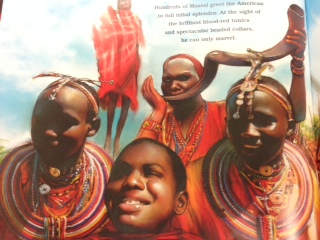 Hundreds of Maasai greet the American
in full tribal splendor. At the sight of
the brilliant blood-red tunics
and spectacular beaded collars,
he can only marvel.